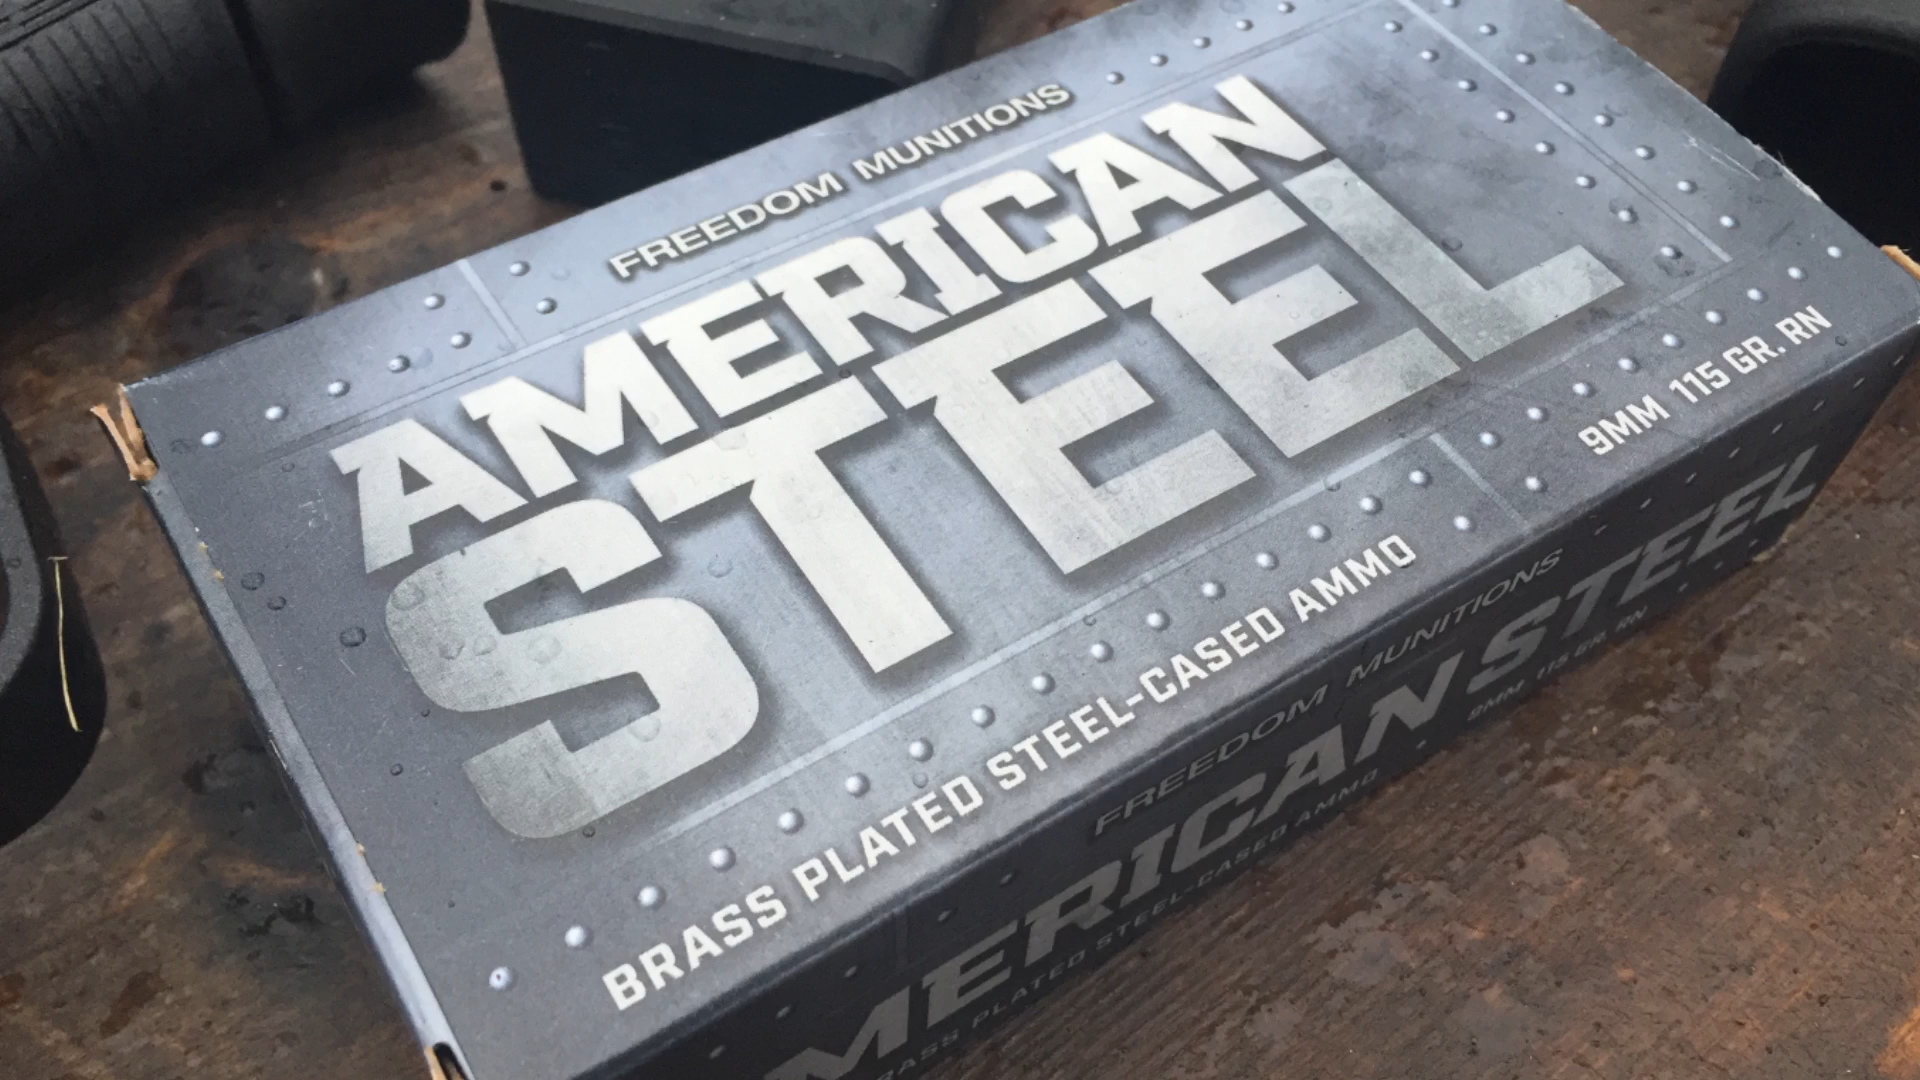 FREEDOM MUNITIONS
AMERICAN
STEEL
BRASS PLATED STEEL-CASED AMMO
9MM 115 GR. RN
FREEDOM MUNITIONS
AMERICAN STEEL
BRASS PLATED STEEL-CASED AMMO
9MM 115 GR. RN